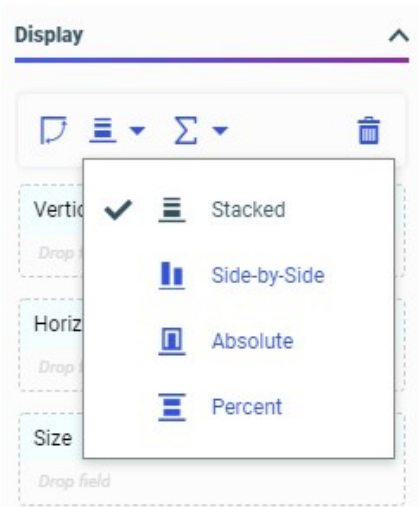 Display
Stacked
Side-by-Side
Absolute
Percent
Size
Drop field